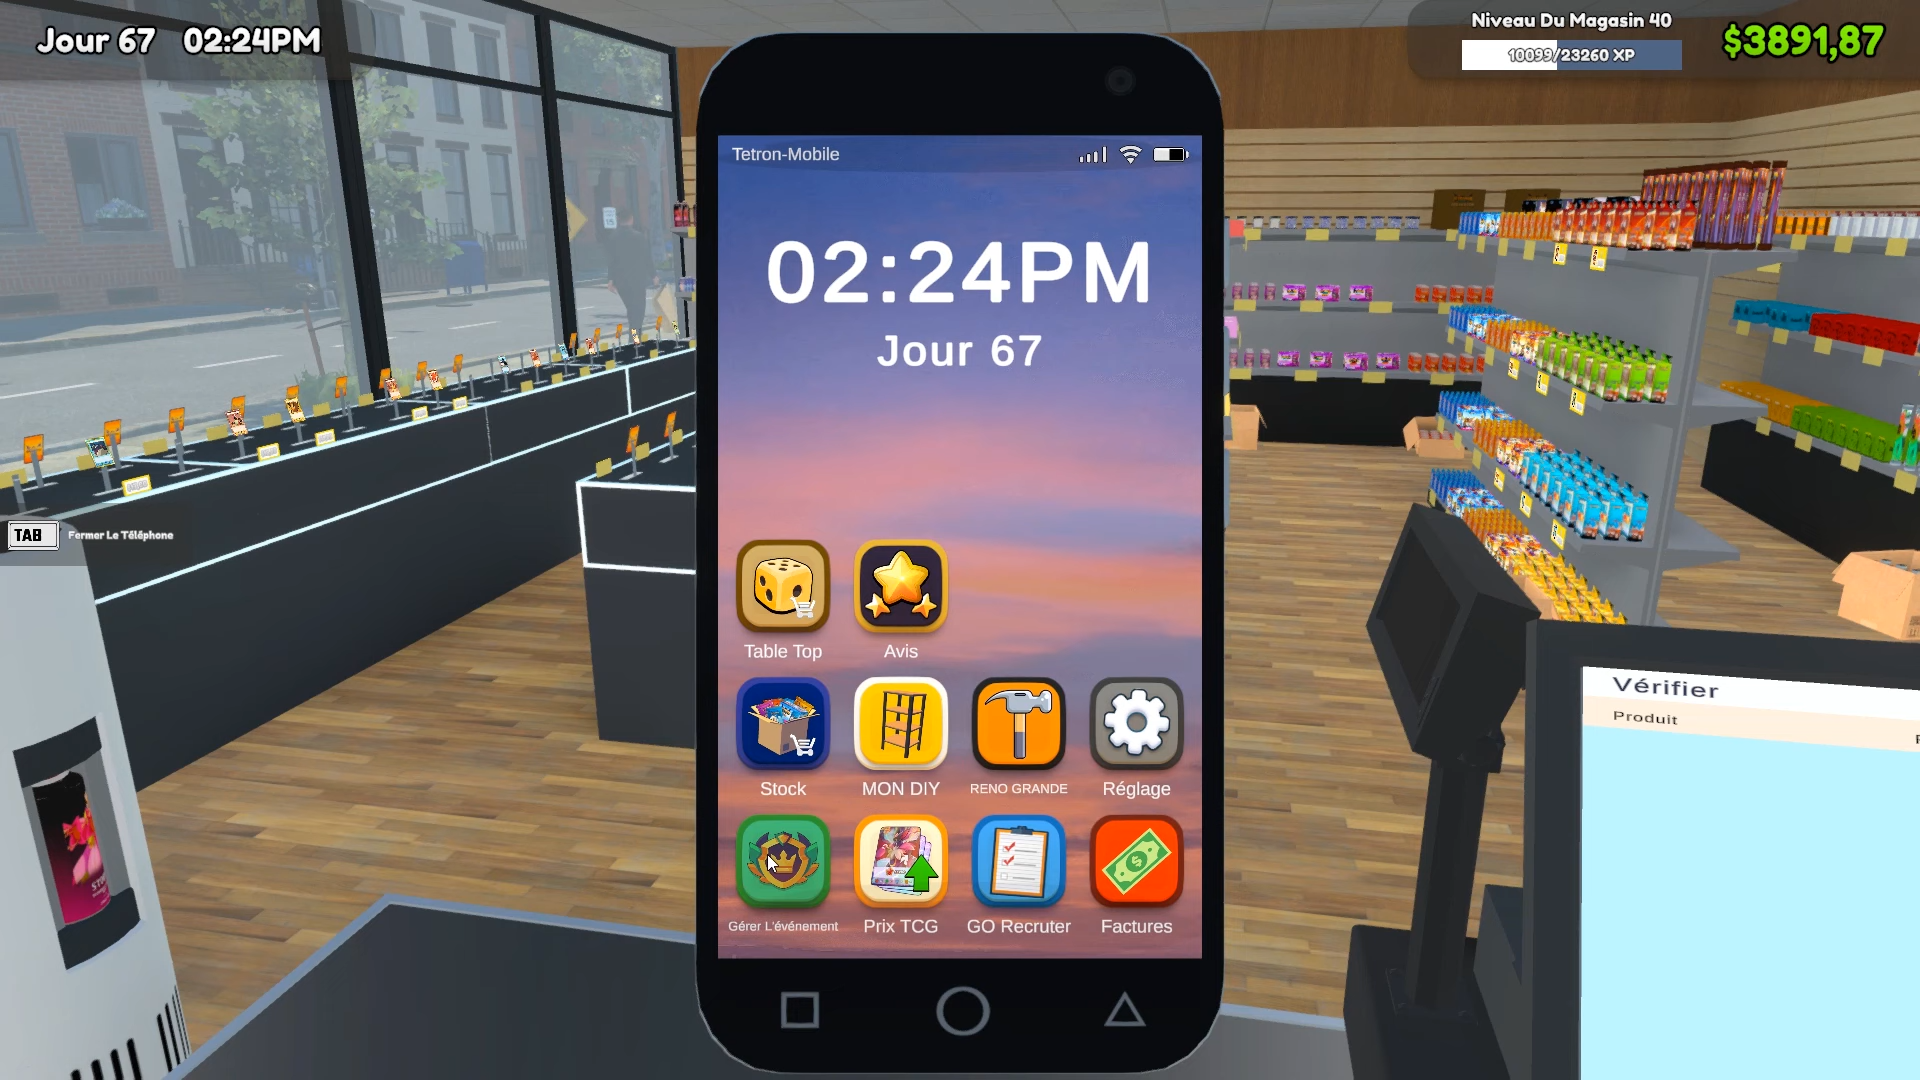 Jour 67 02:24PM
Niveau Du Magasin 40
10099/23260 XP
$3891,87
Tetron-Mobile
02:24PM
Jour 67
TAB Fermer Le Téléphone
Table Top
Avis
Stock
MON DIY
RENO GRANDE
Réglage
Gérer L'événement
Prix TCG
GO Recruter
Factures
Vérifier
Produit